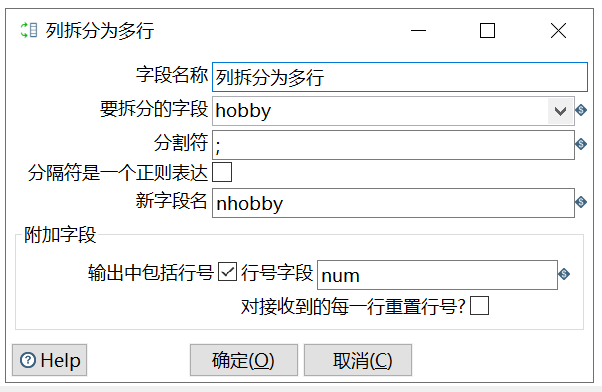 列拆分为多行
字段名称 列拆分为多行
要拆分的字段 hobby
分割符 ;
分隔符是一个正则表达
新字段名 nhobby
附加字段
输出中包括行号 行号字段 num
对接收到的每一行重置行号?
Help 确定(O) 取消(C)